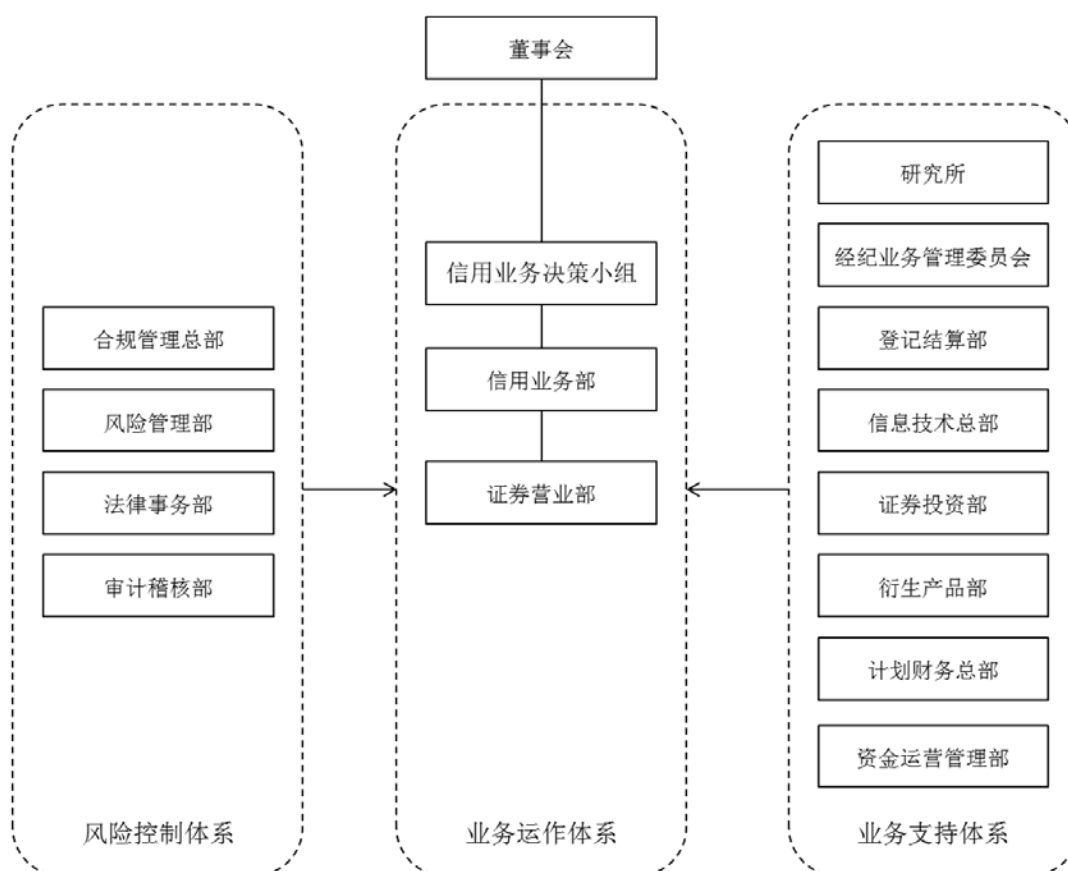 董事会
合规管理总部
风险管理部
法律事务部
审计稽核部
风险控制体系
信用业务决策小组
信用业务部
证券营业部
业务运作体系
研究所
经纪业务管理委员会
登记结算部
信息技术总部
证券投资部
衍生产品部
计划财务总部
资金运营管理部
业务支持体系